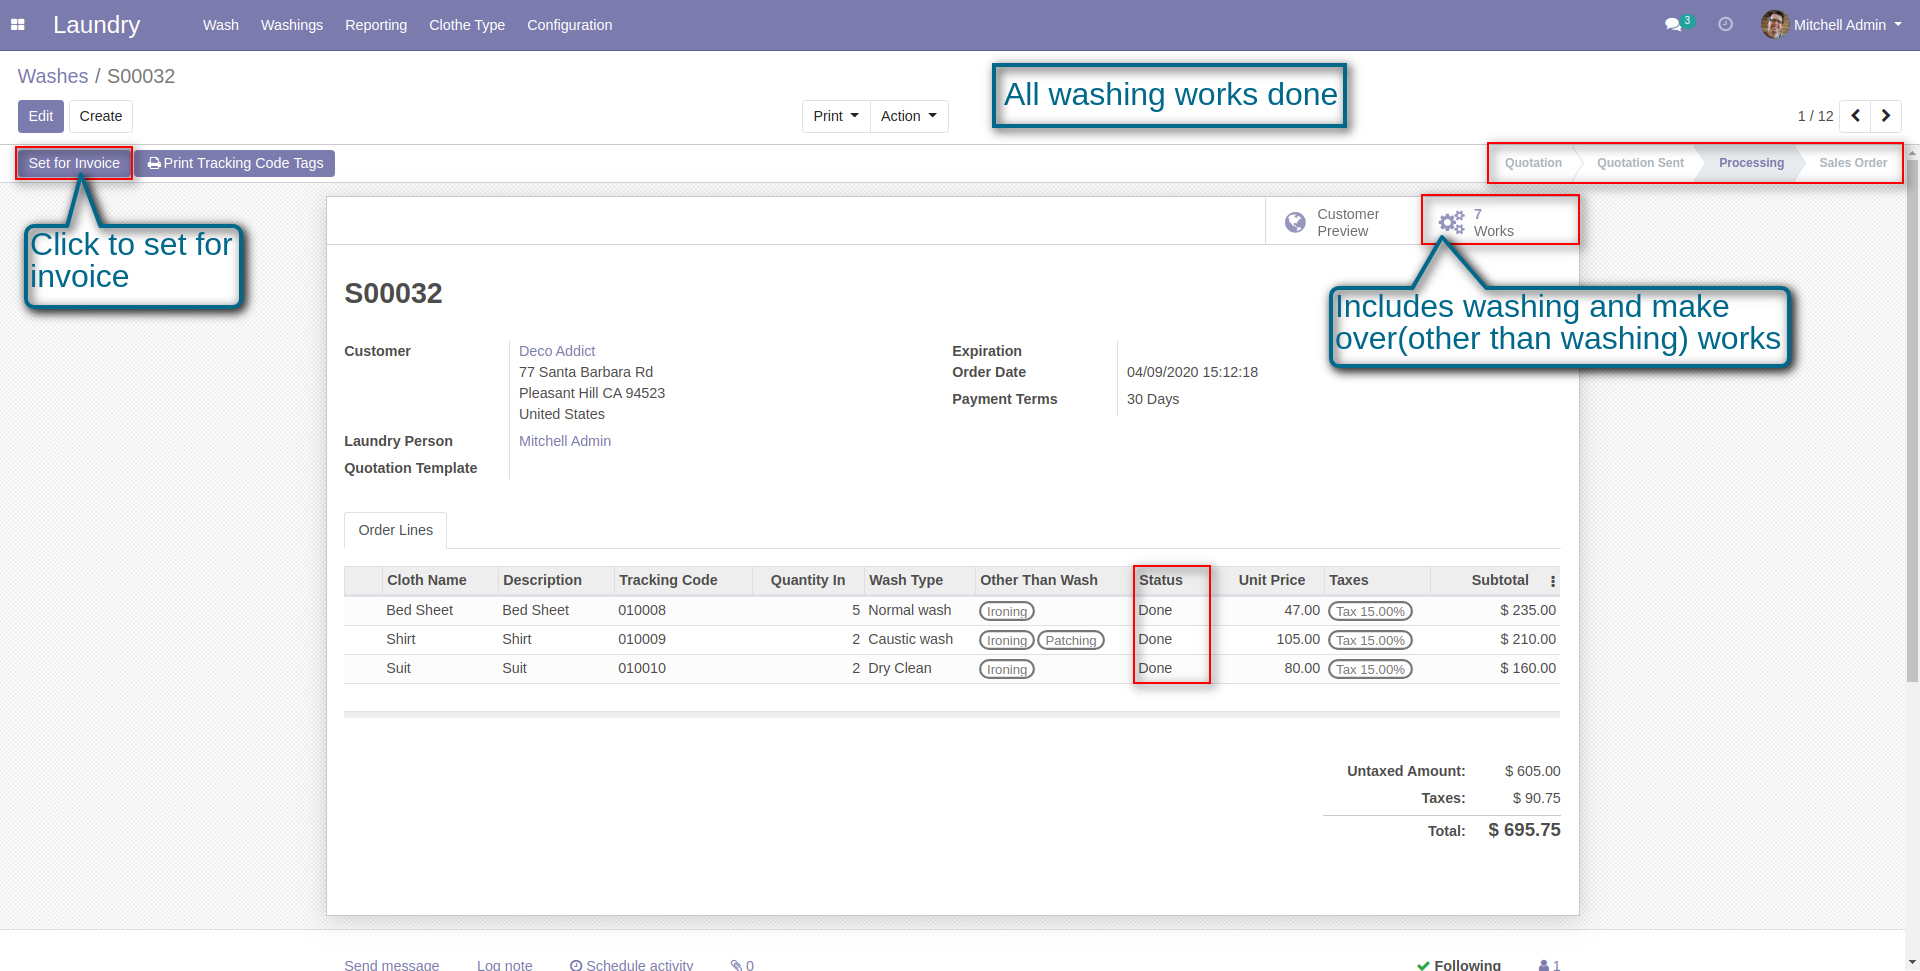 Laundry Wash Washings Reporting Clothe Type Configuration 3 Mitchell Admin
Washes / S00032
All washing works done
Edit Create Print Action 1 / 12
Set for Invoice Print Tracking Code Tags Quotation Quotation Sent Processing Sales Order
Customer
Preview
7
Works
Click to set for
invoice
Includes washing and make
over(other than washing) works
S00032
Customer Deco Addict
77 Santa Barbara Rd
Pleasant Hill CA 94523
United States
Laundry Person Mitchell Admin
Quotation Template
Expiration
Order Date 04/09/2020 15:12:18
Payment Terms 30 Days
Order Lines
Cloth Name Description Tracking Code Quantity In Wash Type Other Than Wash Status Unit Price Taxes Subtotal
Bed Sheet Bed Sheet 010008 5 Normal wash Ironing Done 47.00 Tax 15.00% $ 235.00
Shirt Shirt 010009 2 Caustic wash Ironing Patching Done 105.00 Tax 15.00% $ 210.00
Suit Suit 010010 2 Dry Clean Ironing Done 80.00 Tax 15.00% $ 160.00
Untaxed Amount: $ 605.00
Taxes: $ 90.75
Total: $ 695.75
Send message Log note Schedule activity 0 Following 1